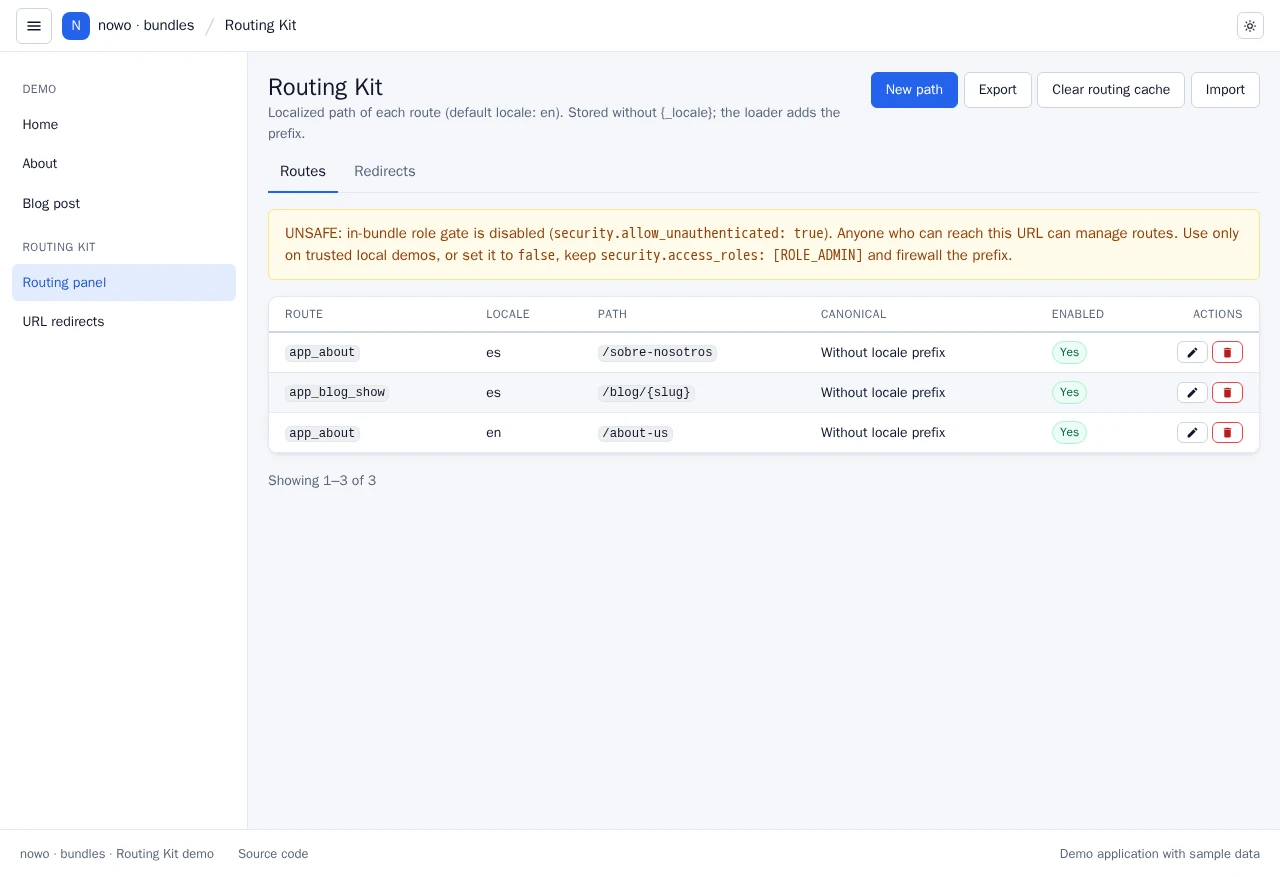 N nowo · bundles / Routing Kit
DEMO
Home
About
Blog post
ROUTING KIT
Routing panel
URL redirects
Routing Kit
Localized path of each route (default locale: en). Stored without {_locale}; the loader adds the
prefix.
New path Export Clear routing cache Import
Routes Redirects
UNSAFE: in-bundle role gate is disabled (security.allow_unauthenticated: true). Anyone who can reach this URL can manage routes. Use only
on trusted local demos, or set it to false, keep security.access_roles: [ROLE_ADMIN] and firewall the prefix.
ROUTE LOCALE PATH CANONICAL ENABLED ACTIONS
app_about es /sobre-nosotros Without locale prefix Yes
app_blog_show es /blog/{slug} Without locale prefix Yes
app_about en /about-us Without locale prefix Yes
Showing 1–3 of 3
nowo · bundles · Routing Kit demo Source code Demo application with sample data